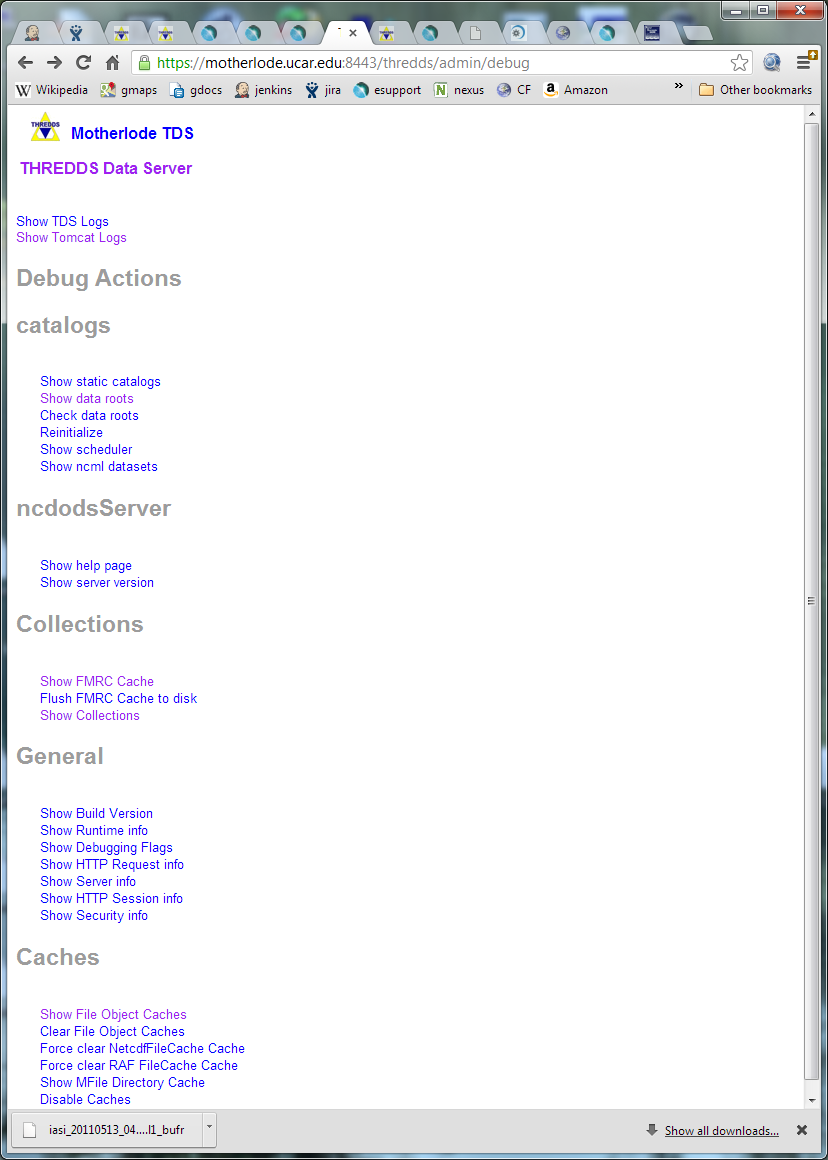 https://motherlode.ucar.edu:8443/thredds/admin/debug
Wikipedia gmaps gdocs jenkins jira esupport nexus CF Amazon » Other bookmarks
THREDDS Motherlode TDS
THREDDS Data Server
Show TDS Logs
Show Tomcat Logs
Debug Actions
catalogs
Show static catalogs
Show data roots
Check data roots
Reinitialize
Show scheduler
Show ncml datasets
ncdodsServer
Show help page
Show server version
Collections
Show FMRC Cache
Flush FMRC Cache to disk
Show Collections
General
Show Build Version
Show Runtime info
Show Debugging Flags
Show HTTP Request info
Show Server info
Show HTTP Session info
Show Security info
Caches
Show File Object Caches
Clear File Object Caches
Force clear NetcdfFileCache Cache
Force clear RAF FileCache Cache
Show MFile Directory Cache
Disable Caches
iasi_20110513_04....l1_bufr Show all downloads...